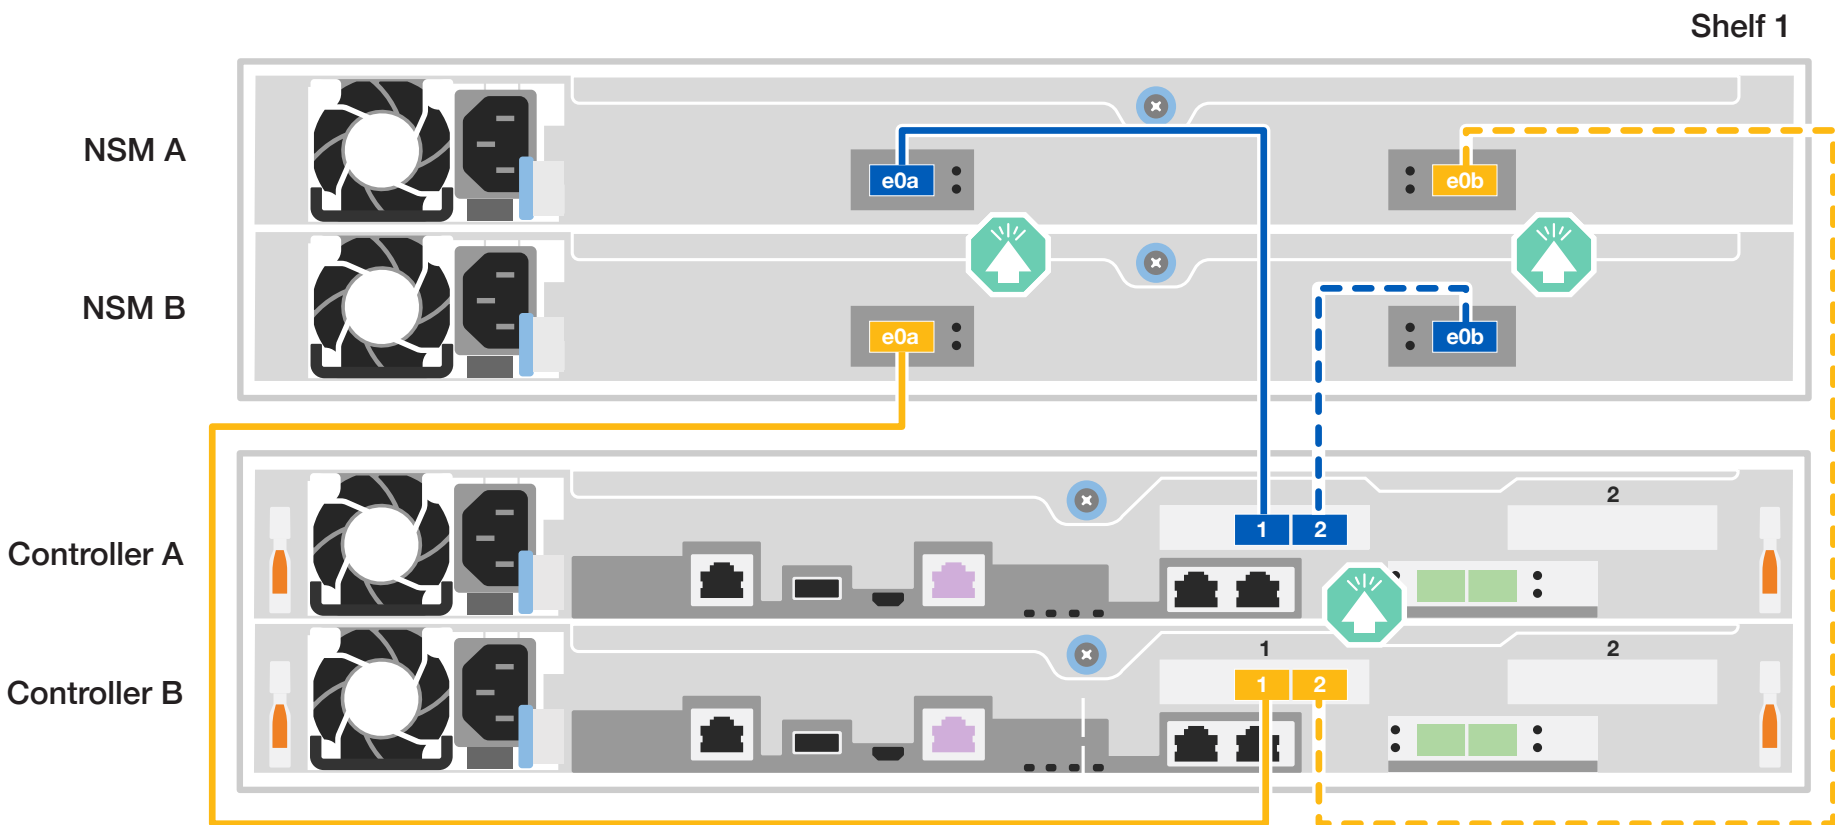 Shelf 1
NSM A
e0a
e0b
NSM B
e0a
e0b
2
Controller A
1 2
1
2
Controller B
1 2